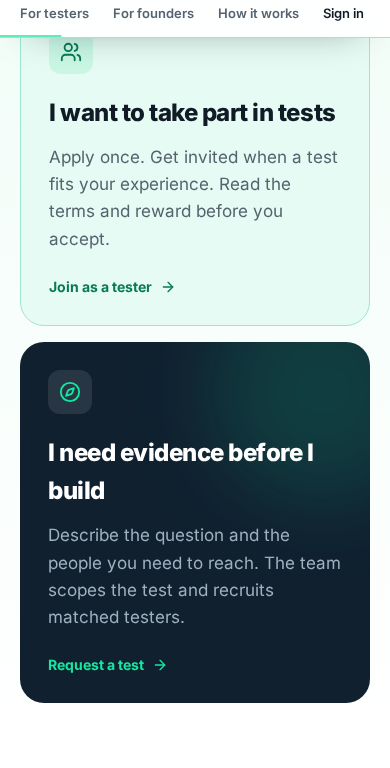 For testers For founders How it works Sign in
I want to take part in tests
Apply once. Get invited when a test
fits your experience. Read the
terms and reward before you
accept.
Join as a tester
I need evidence before I
build
Describe the question and the
people you need to reach. The team
scopes the test and recruits
matched testers.
Request a test